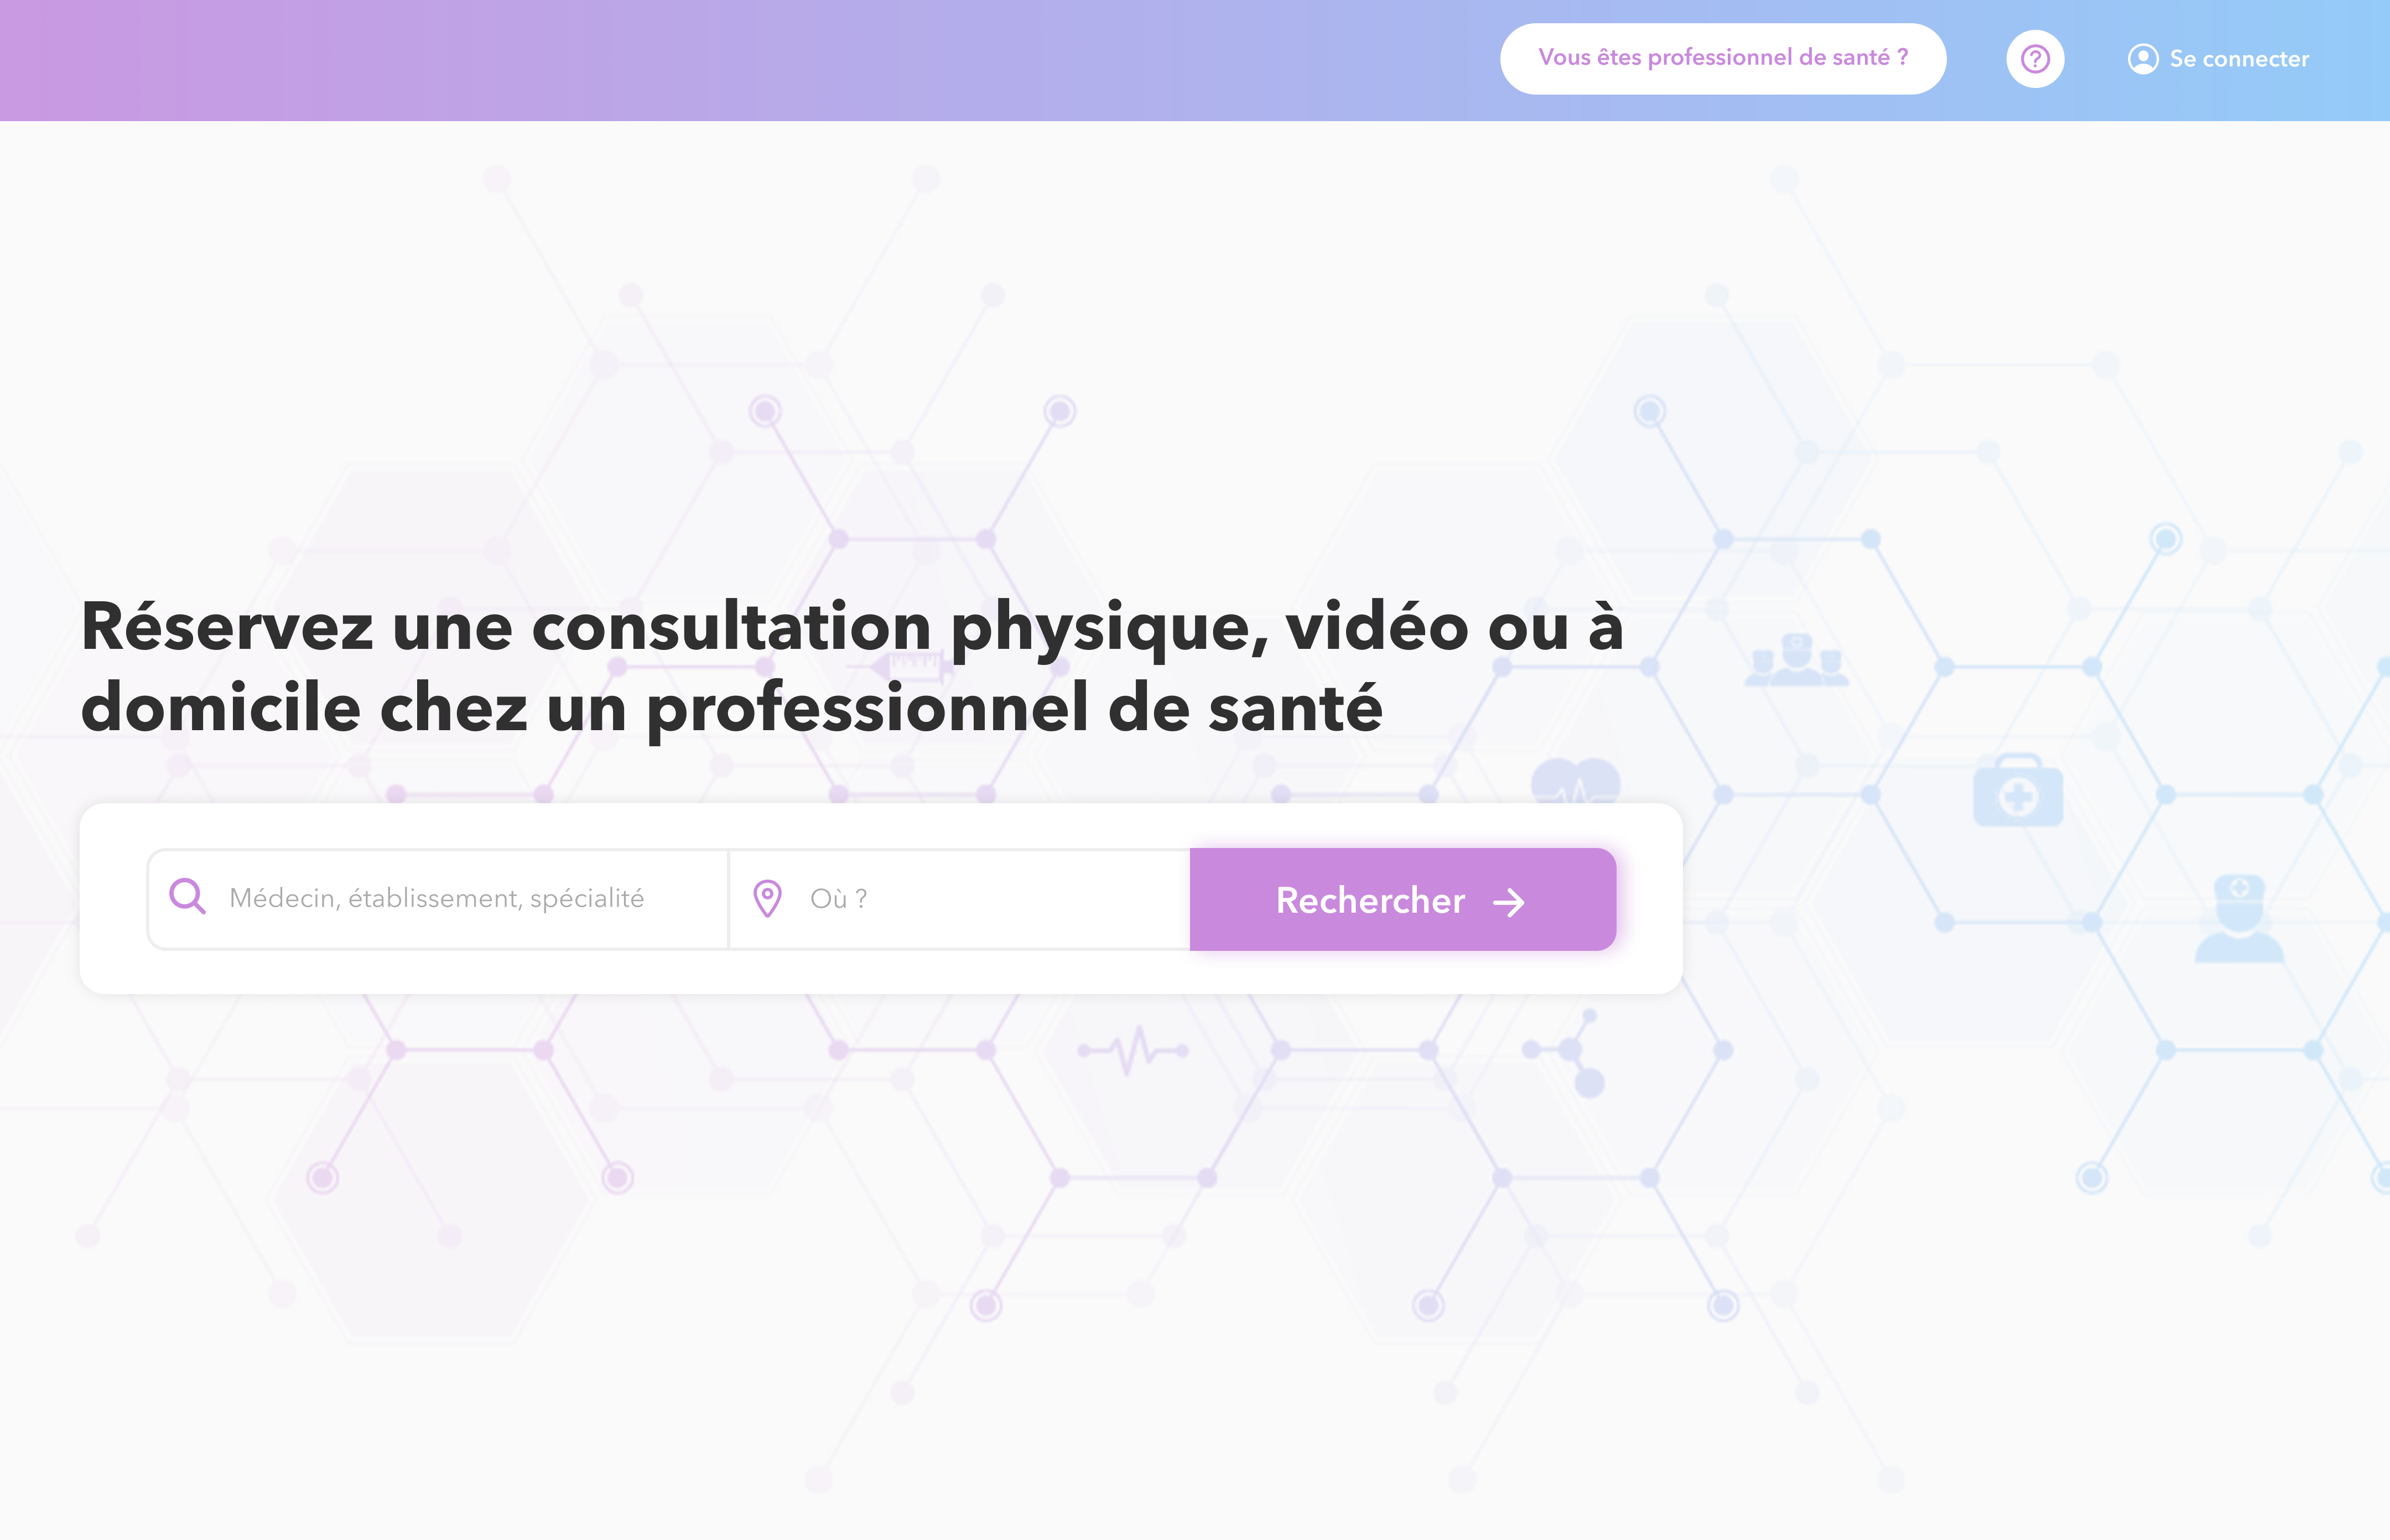 Vous êtes professionnel de santé ?
?
Se connecter
Réservez une consultation physique, vidéo ou à
domicile chez un professionnel de santé
Médecin, établissement, spécialité
Où ?
Rechercher